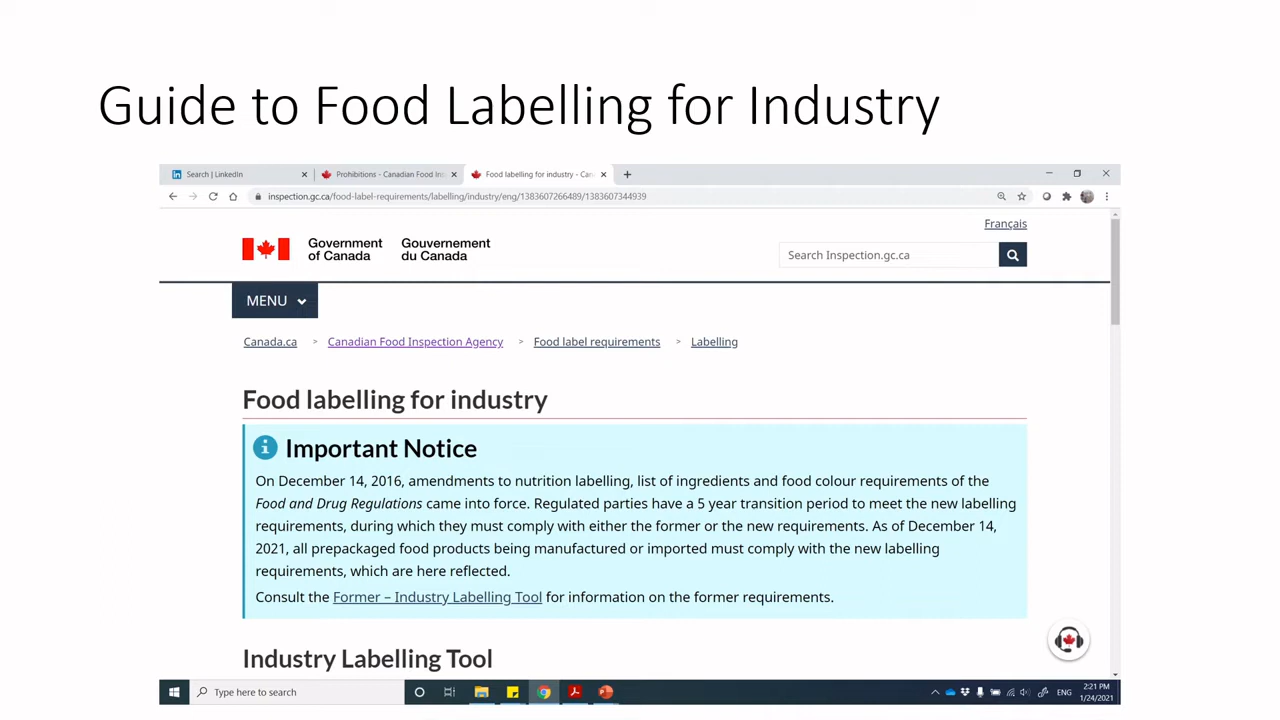 Guide to Food Labelling for Industry
Search | LinkedIn
Prohibitions - Canadian Food Ins
Food labelling for industry - Can
inspection.gc.ca/food-label-requirements/labelling/industry/eng/1383607266489/1383607344939
Français
Government of Canada
Gouvernement du Canada
Search Inspection.gc.ca
MENU
Canada.ca > Canadian Food Inspection Agency > Food label requirements > Labelling
Food labelling for industry
Important Notice
On December 14, 2016, amendments to nutrition labelling, list of ingredients and food colour requirements of the
Food and Drug Regulations came into force. Regulated parties have a 5 year transition period to meet the new labelling
requirements, during which they must comply with either the former or the new requirements. As of December 14,
2021, all prepackaged food products being manufactured or imported must comply with the new labelling
requirements, which are here reflected.
Consult the Former – Industry Labelling Tool for information on the former requirements.
Industry Labelling Tool
Type here to search
ENG
2:21 PM
1/24/2021